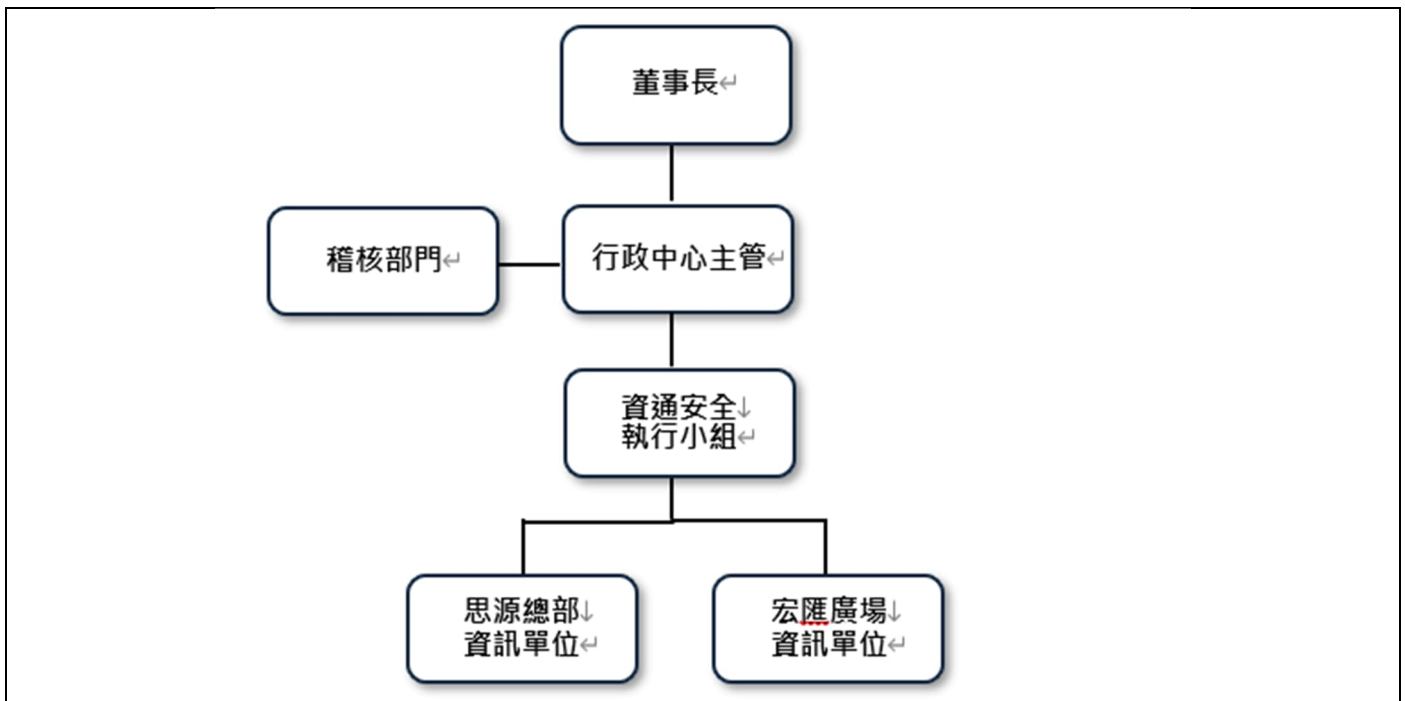 董事長
稽核部門
行政中心主管
資通安全
執行小組
思源總部
資訊單位
宏匯廣場
資訊單位